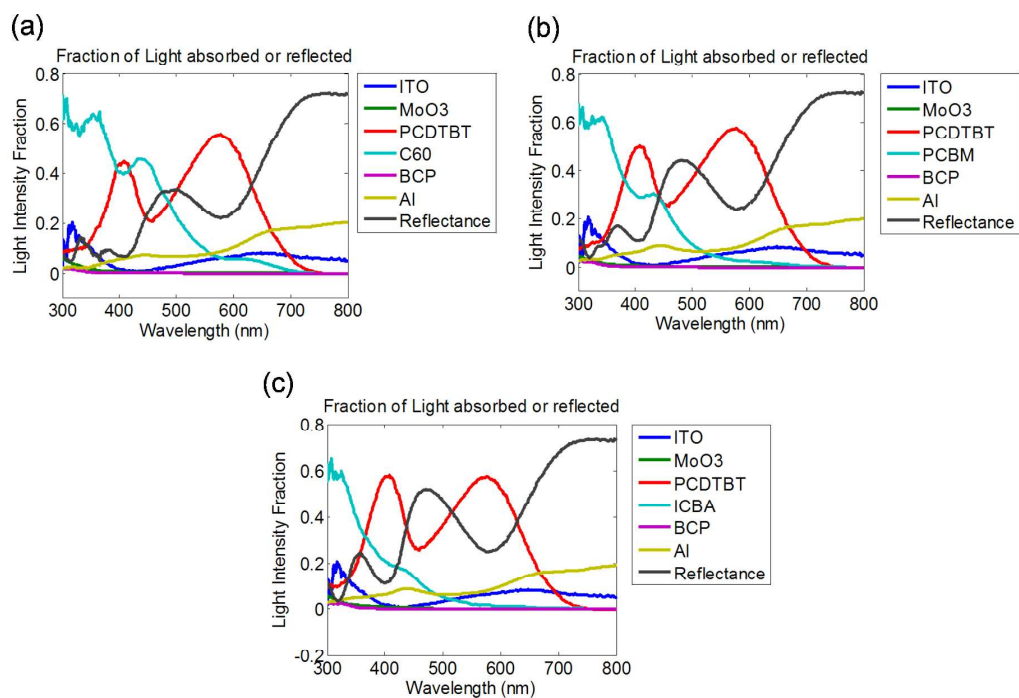 (a)
Fraction of Light absorbed or reflected
Light Intensity Fraction
0.8
0.6
0.4
0.2
0
300 400 500 600 700 800
Wavelength (nm)
ITO
MoO3
PCDTBT
C60
BCP
Al
Reflectance
(b)
Fraction of Light absorbed or reflected
Light Intensity Fraction
0.8
0.6
0.4
0.2
0
300 400 500 600 700 800
Wavelength (nm)
ITO
MoO3
PCDTBT
PCBM
BCP
Al
Reflectance
(c)
Fraction of Light absorbed or reflected
Light Intensity Fraction
0.8
0.6
0.4
0.2
0
-0.2
300 400 500 600 700 800
Wavelength (nm)
ITO
MoO3
PCDTBT
ICBA
BCP
Al
Reflectance